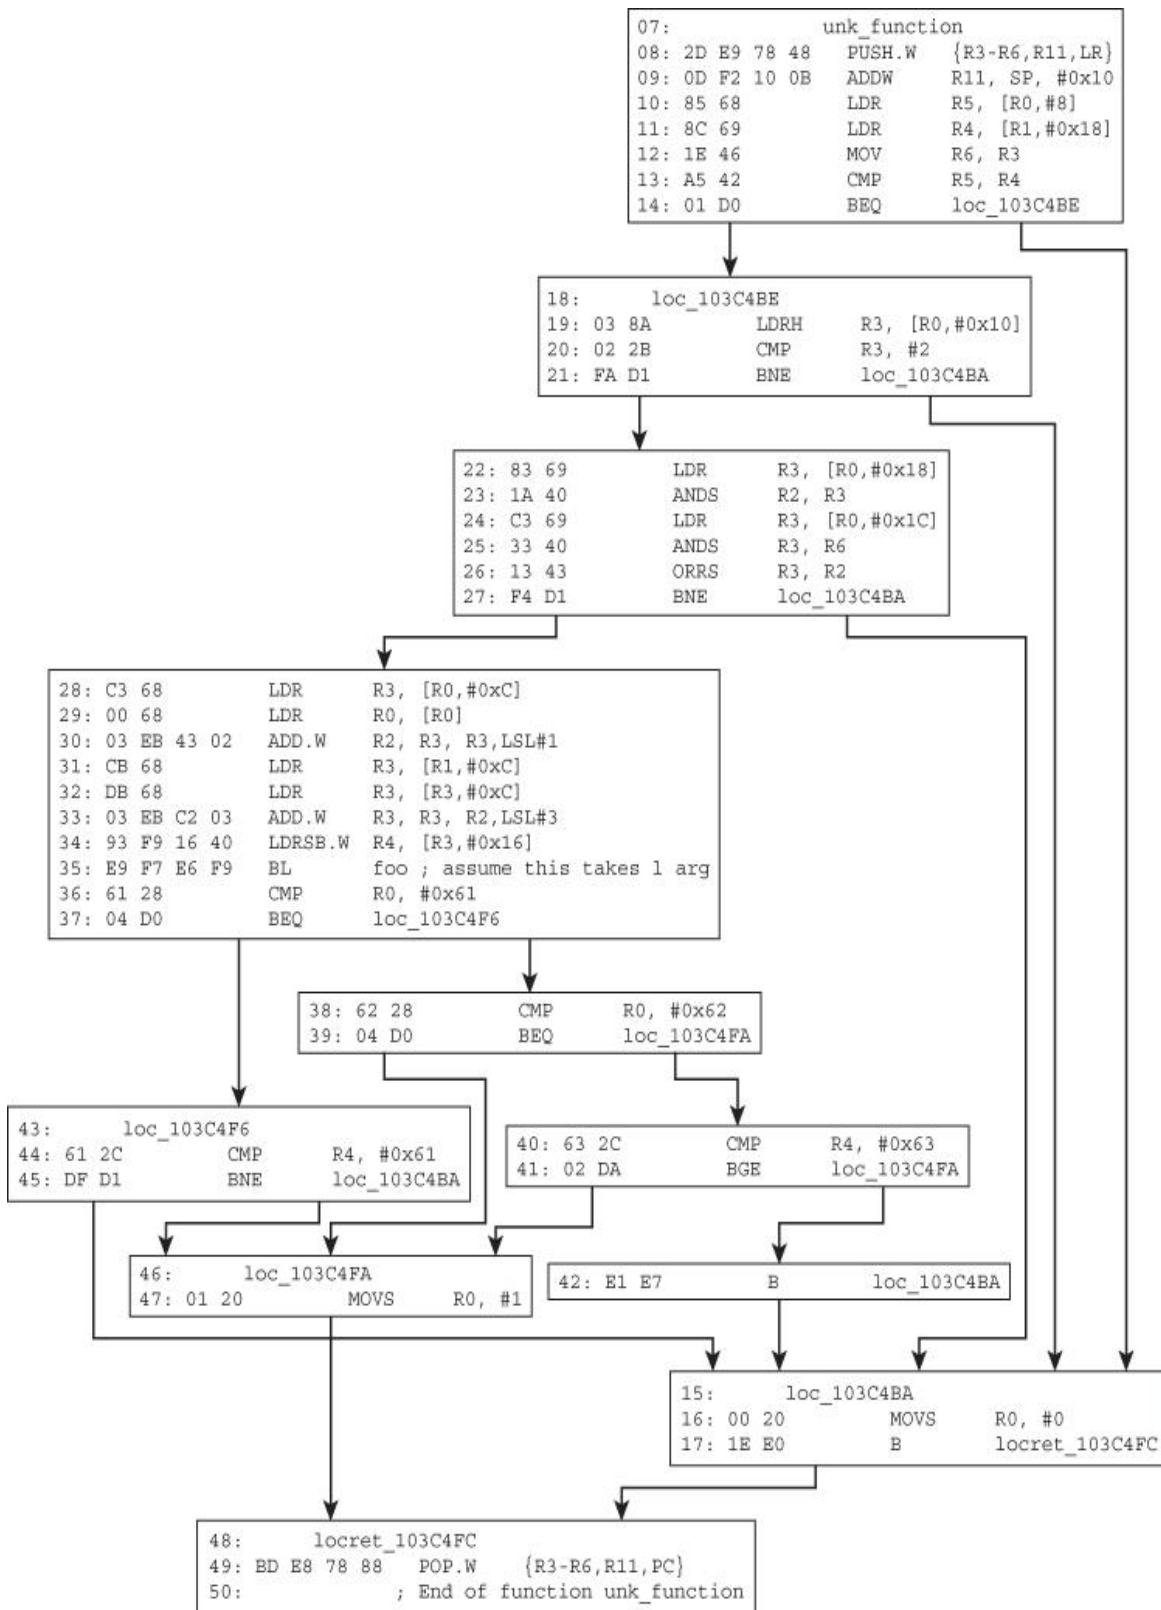 07: unk_function
08: 2D E9 78 48 PUSH.W {R3-R6,R11,LR}
09: 0D F2 10 0B ADDW R11, SP, #0x10
10: 85 68 LDR R5, [R0,#8]
11: 8C 69 LDR R4, [R1,#0x18]
12: 1E 46 MOV R6, R3
13: A5 42 CMP R5, R4
14: 01 D0 BEQ loc_103C4BE
18: loc_103C4BE
19: 03 8A LDRH R3, [R0,#0x10]
20: 02 2B CMP R3, #2
21: FA D1 BNE loc_103C4BA
22: 83 69 LDR R3, [R0,#0x18]
23: 1A 40 ANDS R2, R3
24: C3 69 LDR R3, [R0,#0x1C]
25: 33 40 ANDS R3, R6
26: 13 43 ORRS R3, R2
27: F4 D1 BNE loc_103C4BA
28: C3 68 LDR R3, [R0,#0xC]
29: 00 68 LDR R0, [R0]
30: 03 EB 43 02 ADD.W R2, R3, R3,LSL#1
31: CB 68 LDR R3, [R1,#0xC]
32: DB 68 LDR R3, [R3,#0xC]
33: 03 EB C2 03 ADD.W R3, R3, R2,LSL#3
34: 93 F9 16 40 LDRSB.W R4, [R3,#0x16]
35: E9 F7 E6 F9 BL foo ; assume this takes 1 arg
36: 61 28 CMP R0, #0x61
37: 04 D0 BEQ loc_103C4F6
38: 62 28 CMP R0, #0x62
39: 04 D0 BEQ loc_103C4FA
43: loc_103C4F6
44: 61 2C CMP R4, #0x61
45: DF D1 BNE loc_103C4BA
40: 63 2C CMP R4, #0x63
41: 02 DA BGE loc_103C4FA
46: loc_103C4FA
47: 01 20 MOVS R0, #1
42: E1 E7 B loc_103C4BA
15: loc_103C4BA
16: 00 20 MOVS R0, #0
17: 1E E0 B locret_103C4FC
48: locret_103C4FC
49: BD E8 78 88 POP.W {R3-R6,R11,PC}
50: ; End of function unk_function